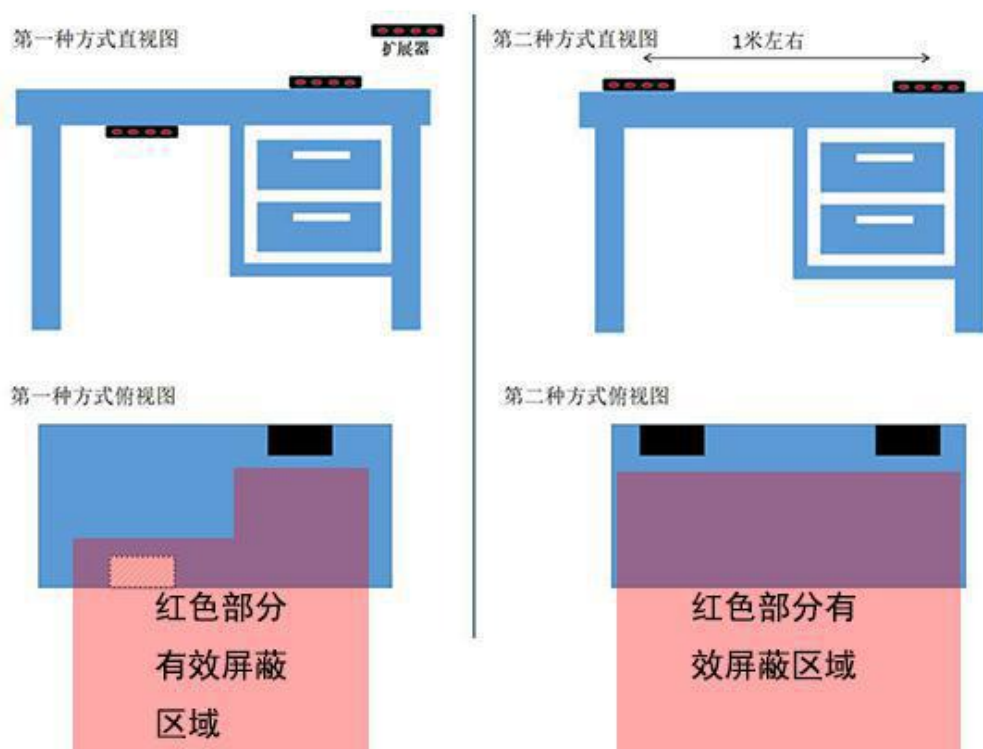 第一种方式直视图
扩展器
第二种方式直视图
1米左右
第一种方式俯视图
红色部分
有效屏蔽
区域
第二种方式俯视图
红色部分有
效屏蔽区域